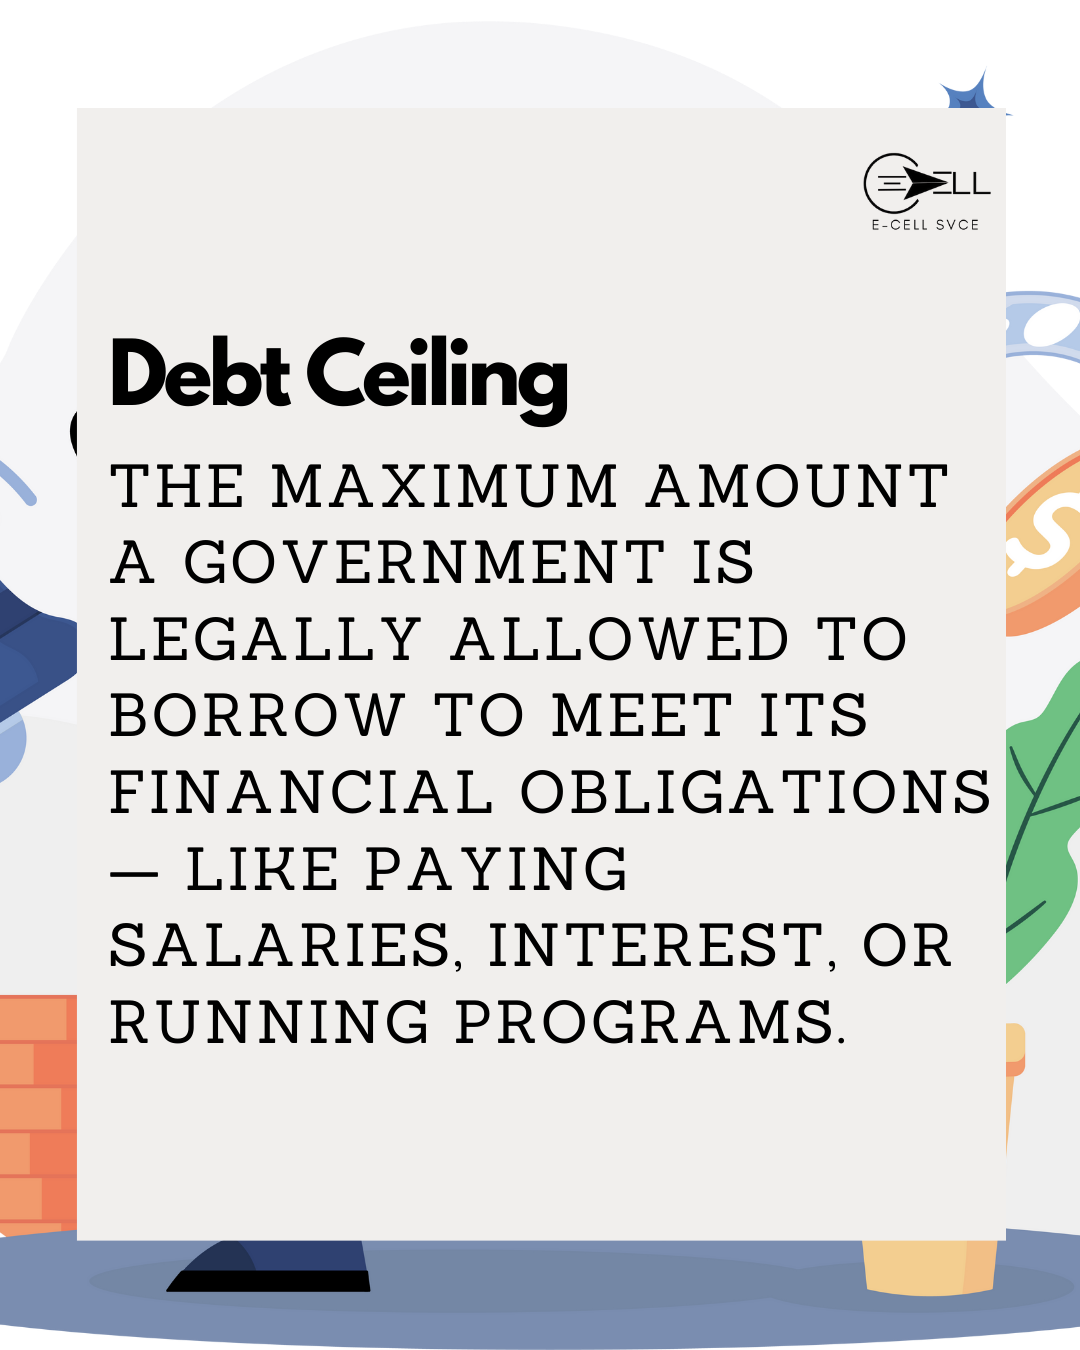 ELL
E-CELL SVCE
Debt Ceiling
THE MAXIMUM AMOUNT
A GOVERNMENT IS
LEGALLY ALLOWED TO
BORROW TO MEET ITS
FINANCIAL OBLIGATIONS
— LIKE PAYING
SALARIES, INTEREST, OR
RUNNING PROGRAMS.
$